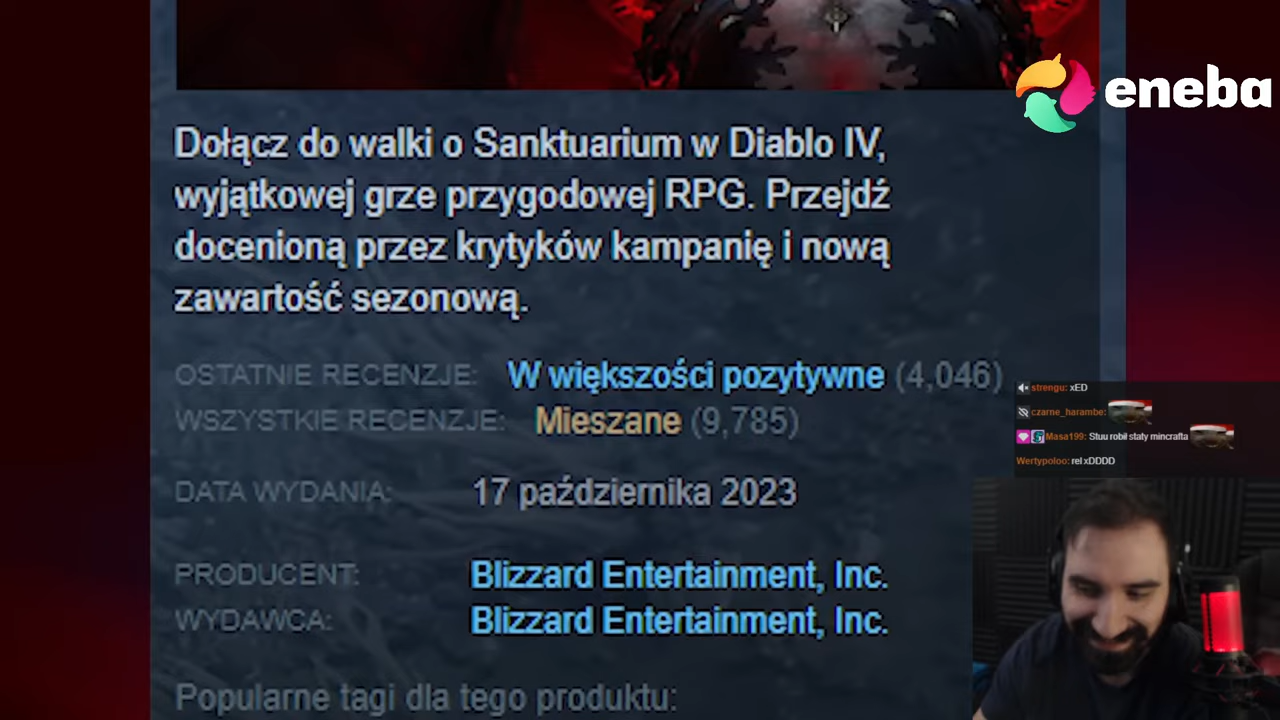 eneba
Dołącz do walki o Sanktuarium w Diablo IV,
wyjątkowej grze przygodowej RPG. Przejdź
docenioną przez krytyków kampanię i nową
zawartość sezonową.
OSTATNIE RECENZJE: W większości pozytywne (4,046)
WSZYSTKIE RECENZJE: Mieszane (9,785)
DATA WYDANIA: 17 października 2023
PRODUCENT: Blizzard Entertainment, Inc.
WYDAWCA: Blizzard Entertainment, Inc.
Popularne tagi dla tego produktu:
strengu: xED
czarne_harambe:
Masa199: Stuu robił staty mincrafta
Wertypoloo: rel xDDDD